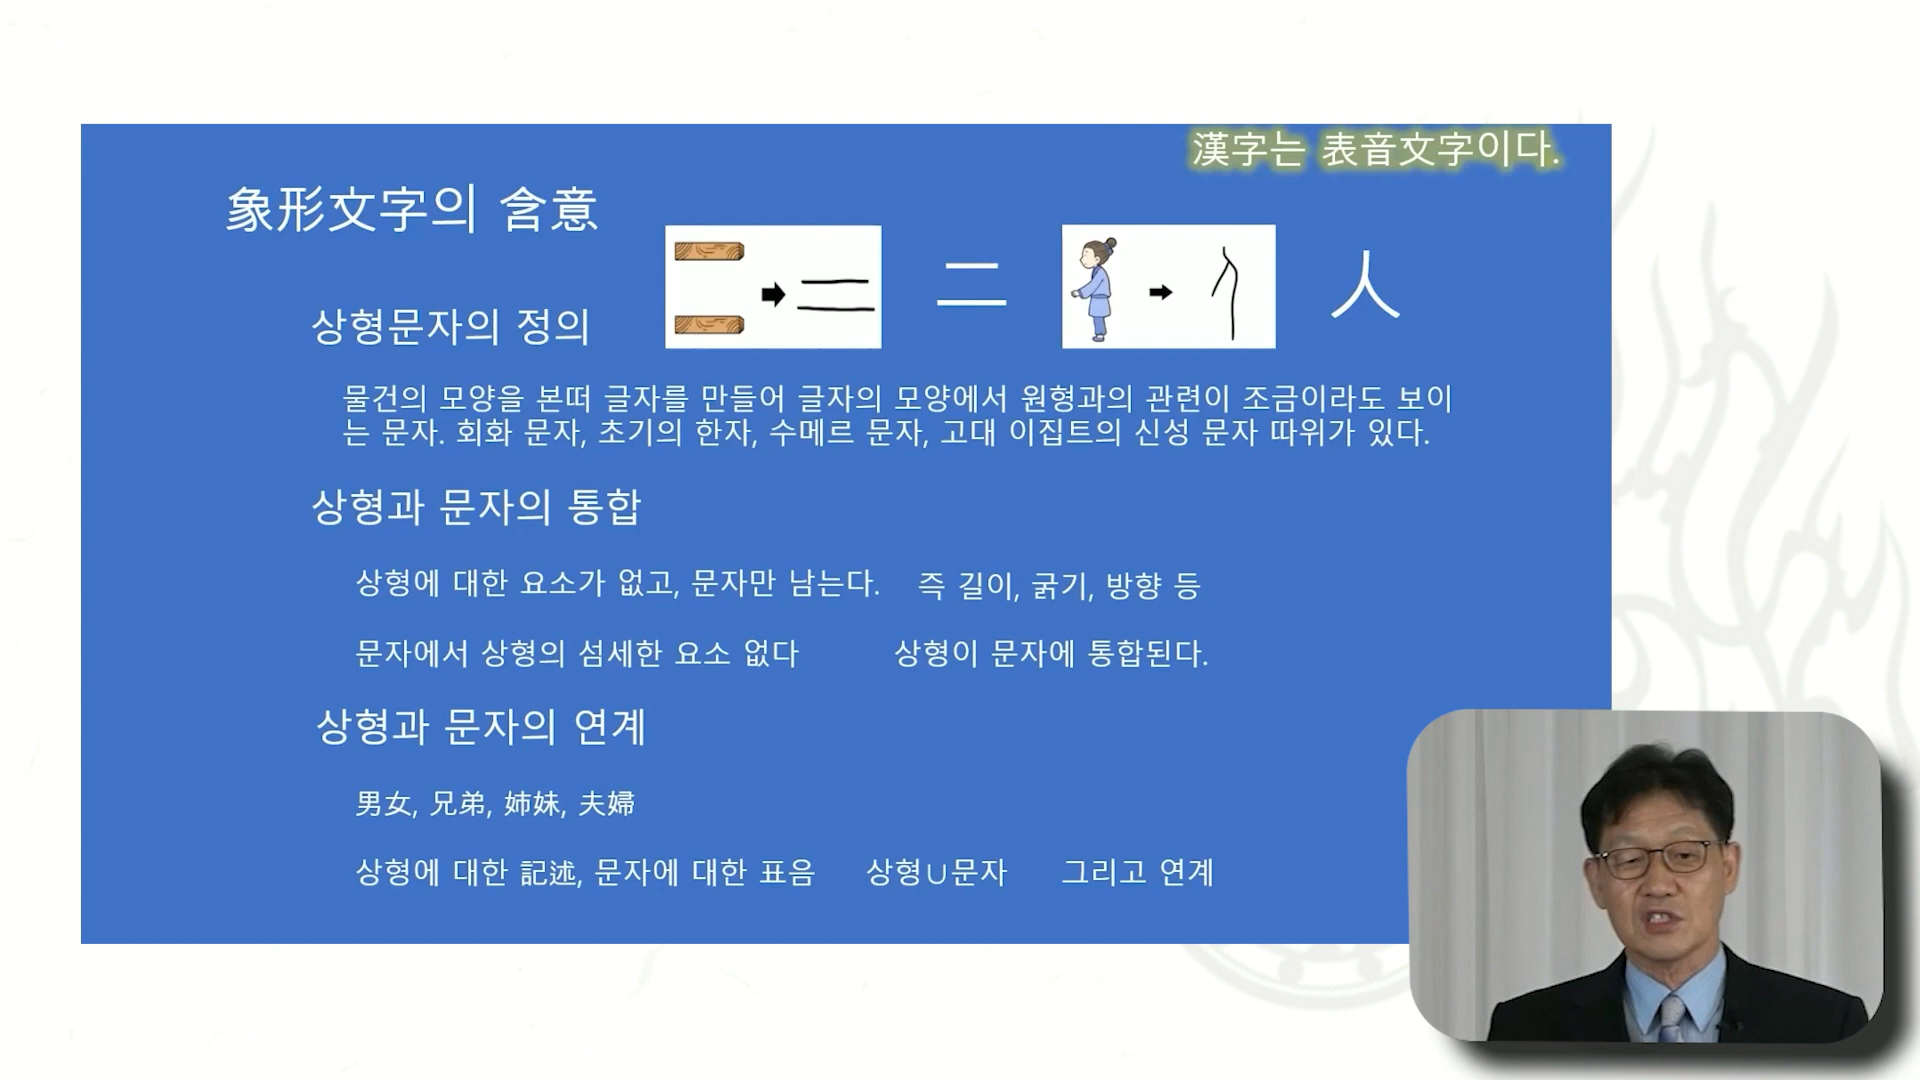 漢字는 表音文字이다.
象形文字의 含意
二
人
상형문자의 정의
물건의 모양을 본떠 글자를 만들어 글자의 모양에서 원형과의 관련이 조금이라도 보이
는 문자. 회화 문자, 초기의 한자, 수메르 문자, 고대 이집트의 신성 문자 따위가 있다.
상형과 문자의 통합
상형에 대한 요소가 없고, 문자만 남는다. 즉 길이, 굵기, 방향 등
문자에서 상형의 섬세한 요소 없다 상형이 문자에 통합된다.
상형과 문자의 연계
男女, 兄弟, 姉妹, 夫婦
상형에 대한 記述, 문자에 대한 표음 상형∪문자 그리고 연계